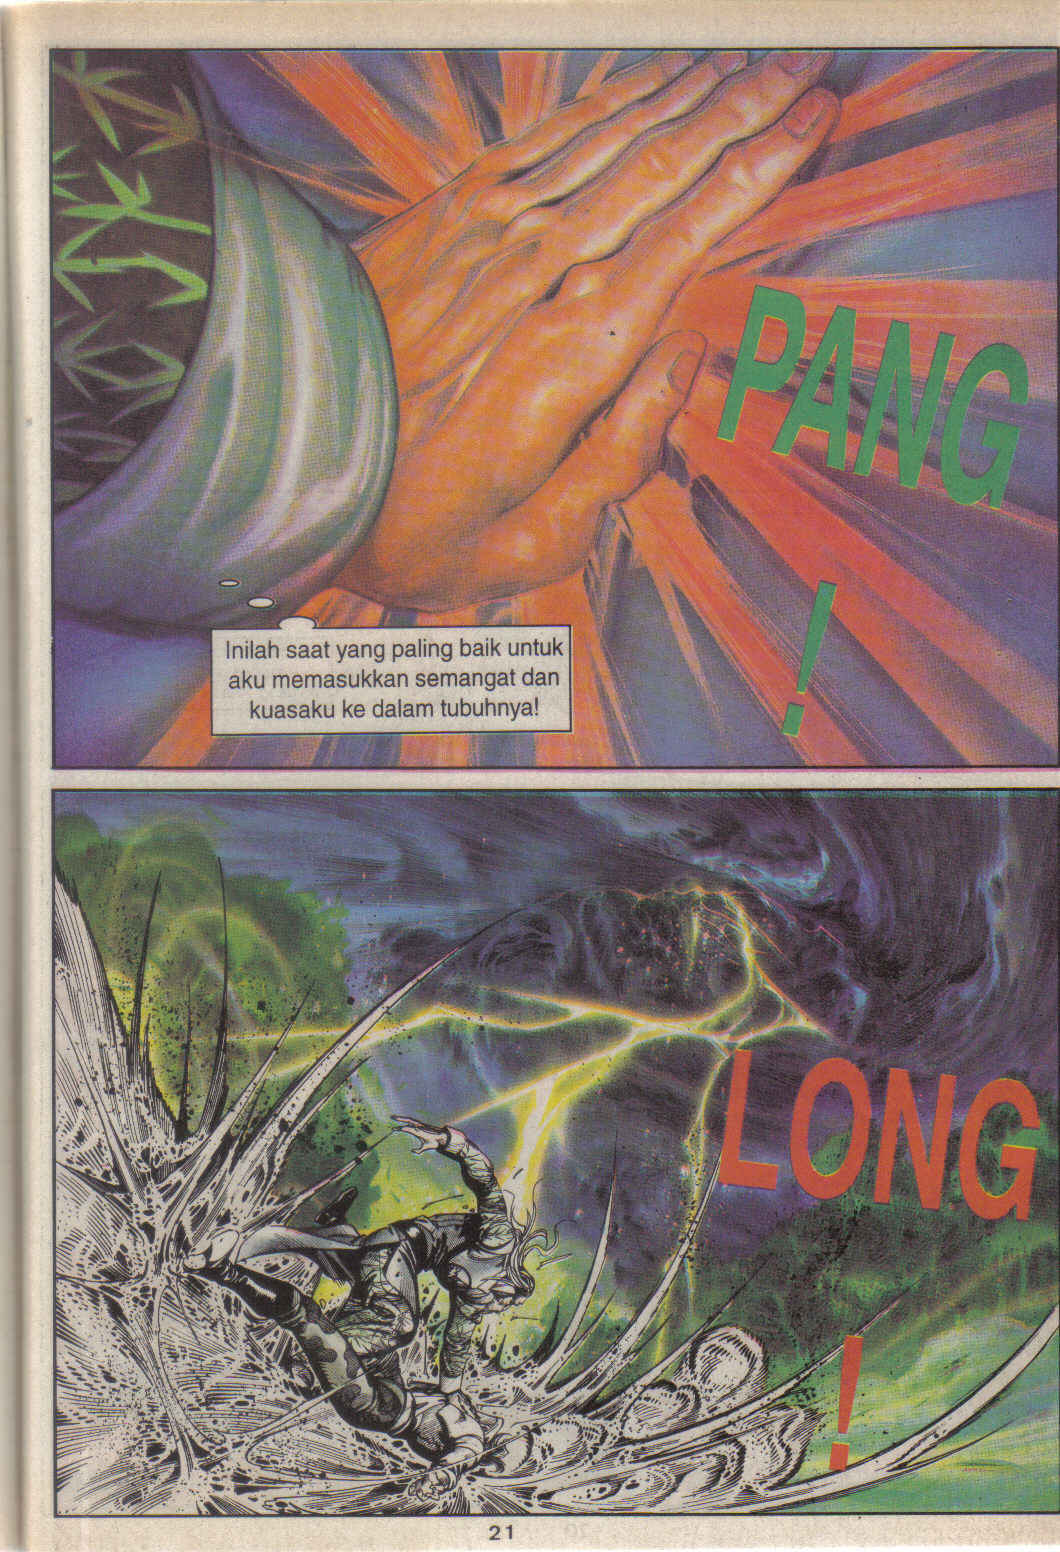 PANG
!
Inilah saat yang paling baik untuk
aku memasukkan semangat dan
kuasaku ke dalam tubuhnya!
LONG
!
21